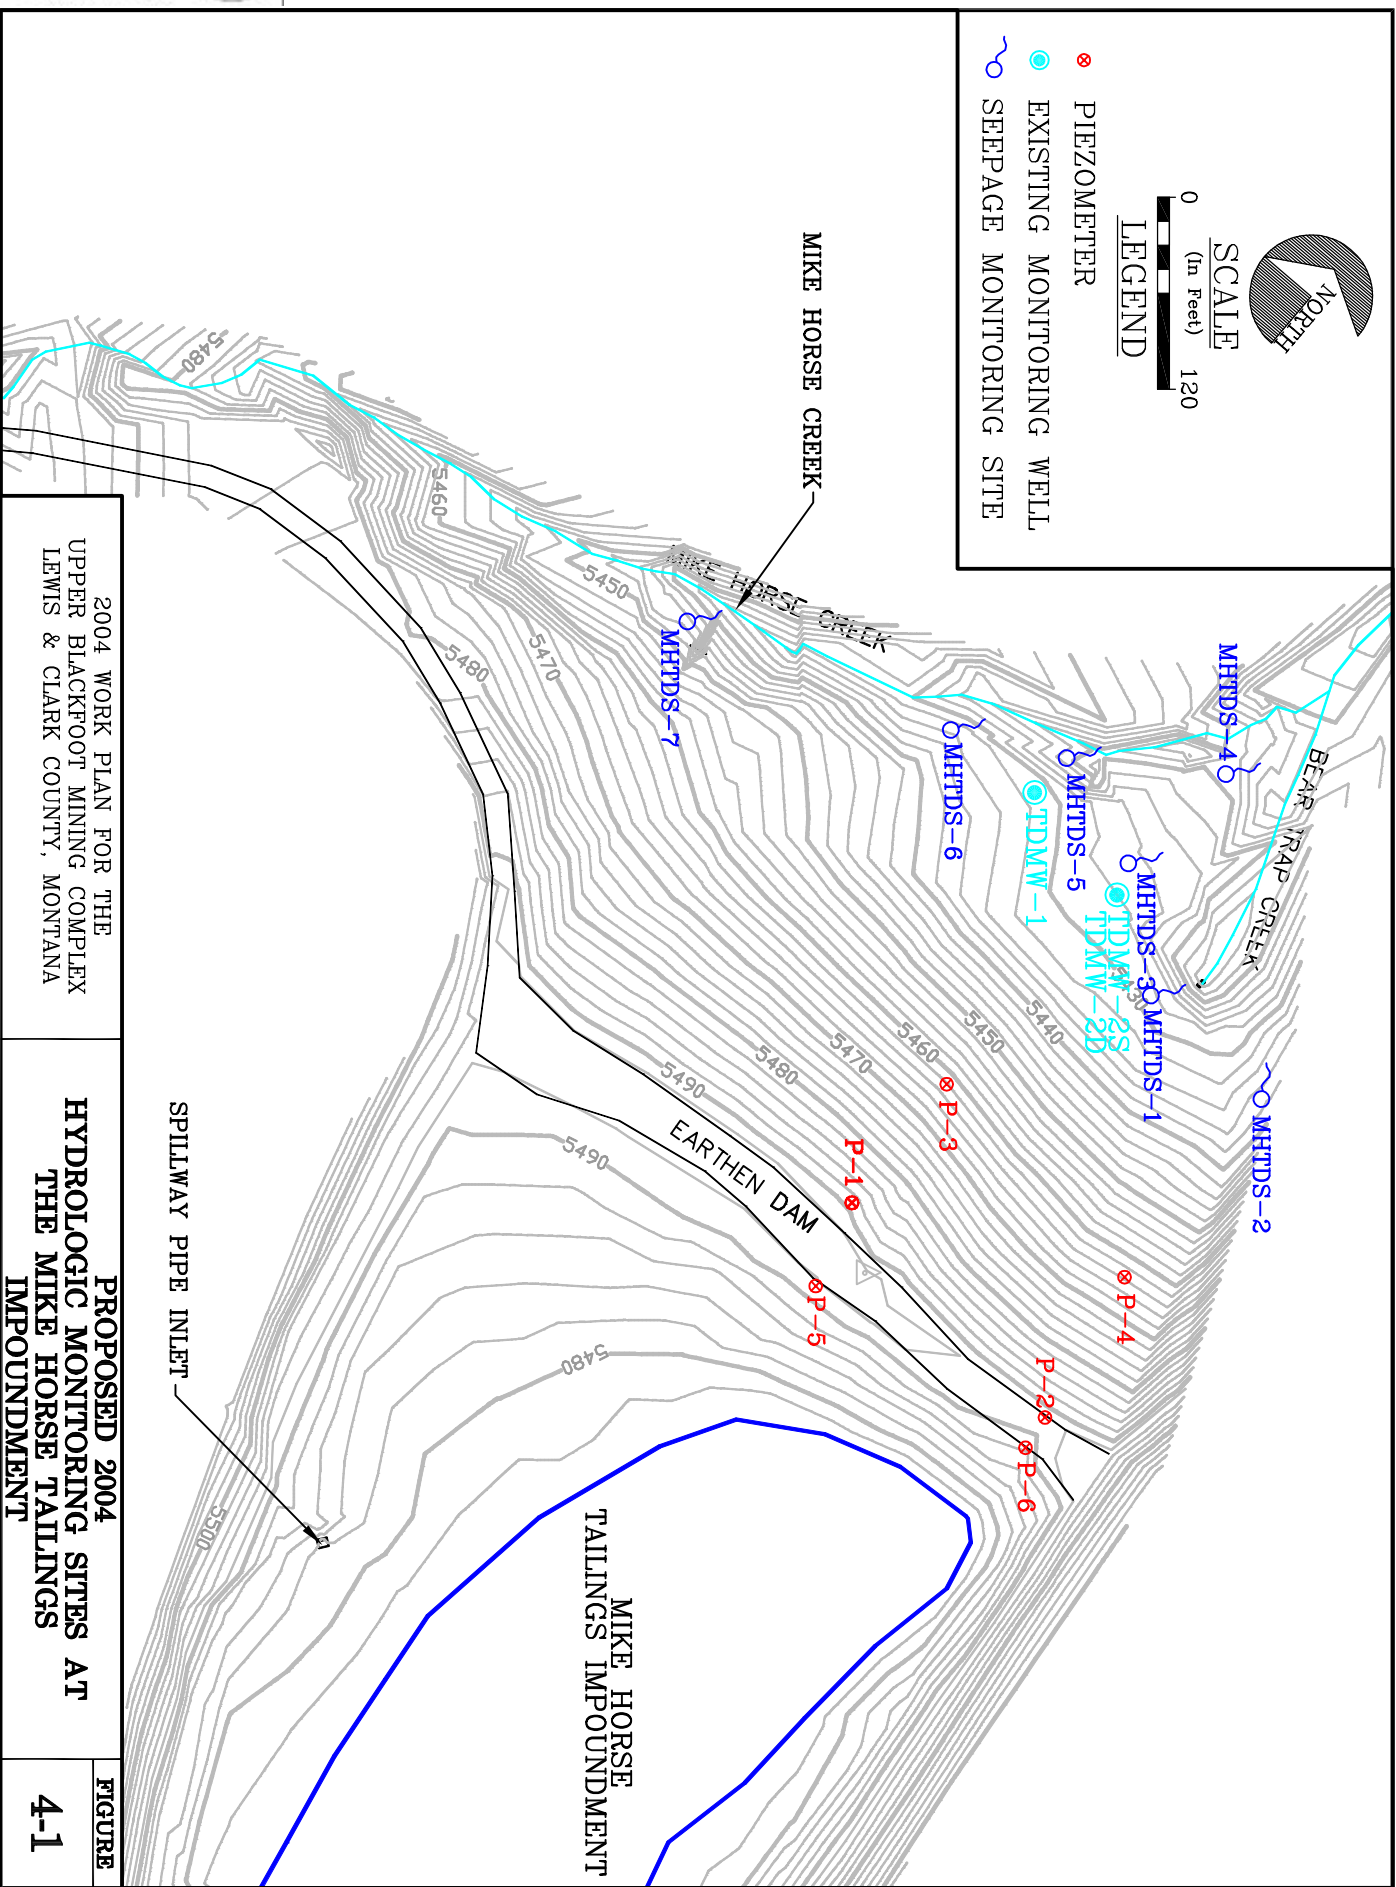 NORTH
SCALE
0 120
(In Feet)
LEGEND
PIEZOMETER
EXISTING MONITORING WELL
SEEPAGE MONITORING SITE
MIKE HORSE CREEK
MIKE HORSE CREEK
BEAR TRAP CREEK
MHTDS-4
MHTDS-5
MHTDS-6
MHTDS-7
MHTDS-3
MHTDS-1
MHTDS-2
TDMW-1
TDMW-2S
TDMW-2D
5430
5440
5450
5460
5470
5480
5490
5450
5460
5470
5480
5480
5490
5480
5500
P-3
P-1
P-4
P-5
P-2
P-6
EARTHEN DAM
SPILLWAY PIPE INLET
MIKE HORSE
TAILINGS IMPOUNDMENT
2004 WORK PLAN FOR THE
UPPER BLACKFOOT MINING COMPLEX
LEWIS & CLARK COUNTY, MONTANA
PROPOSED 2004
HYDROLOGIC MONITORING SITES AT
THE MIKE HORSE TAILINGS
IMPOUNDMENT
FIGURE
4-1